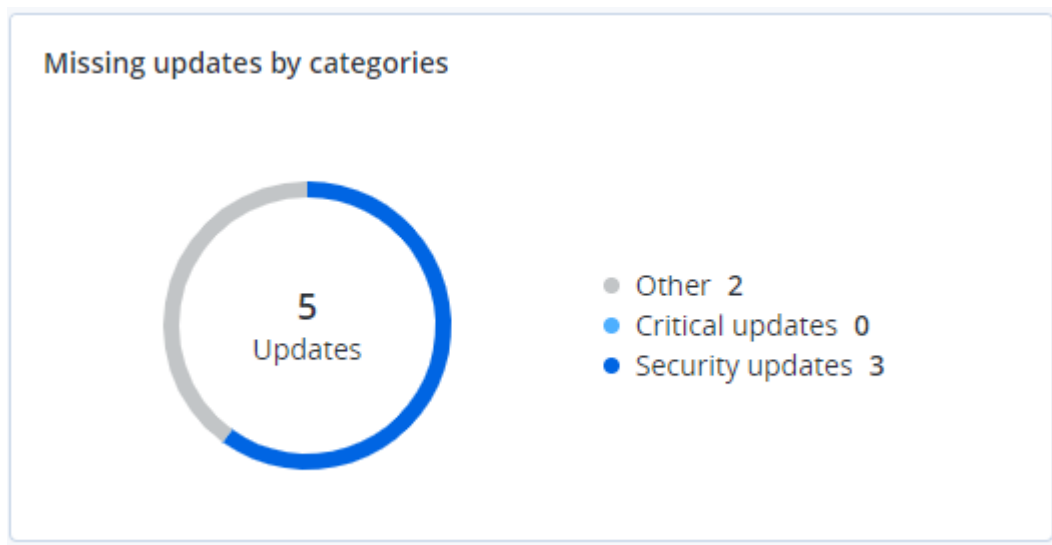 Missing updates by categories
5
Updates
Other 2
Critical updates 0
Security updates 3